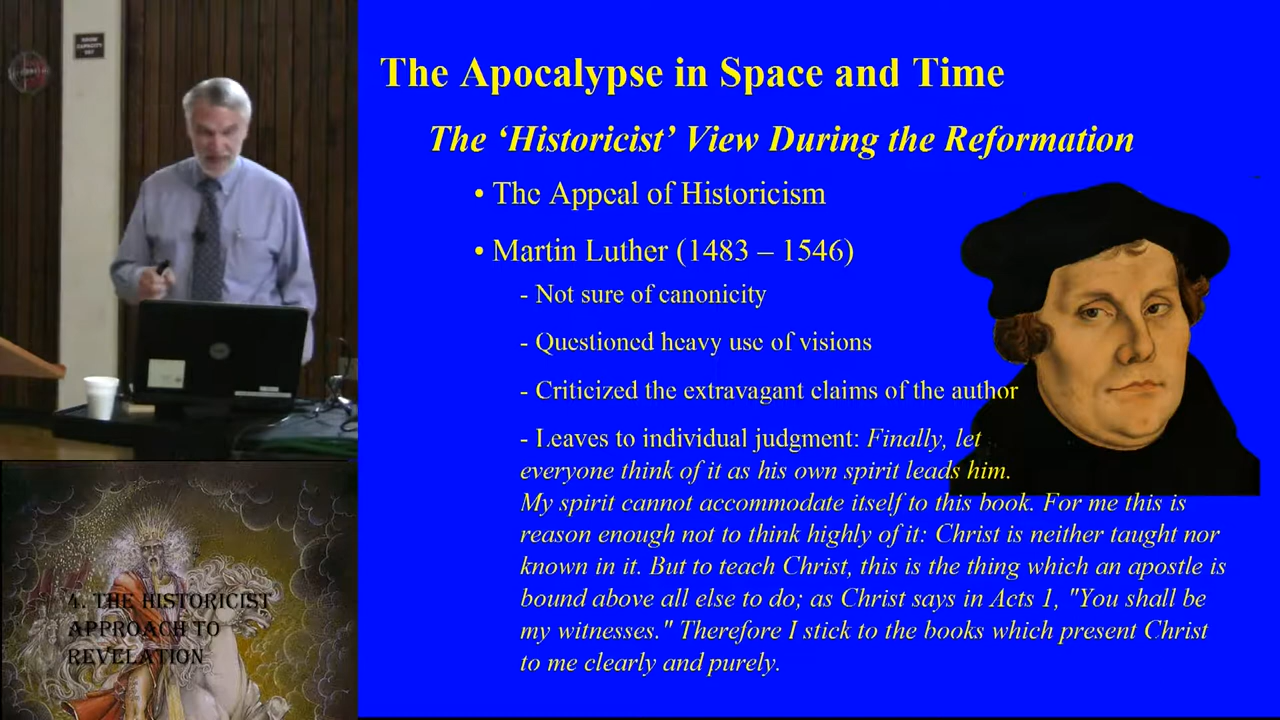 The Apocalypse in Space and Time
The ‘Historicist’ View During the Reformation
• The Appeal of Historicism
• Martin Luther (1483 – 1546)
- Not sure of canonicity
- Questioned heavy use of visions
- Criticized the extravagant claims of the author
- Leaves to individual judgment: Finally, let
everyone think of it as his own spirit leads him.
My spirit cannot accommodate itself to this book. For me this is
reason enough not to think highly of it: Christ is neither taught nor
known in it. But to teach Christ, this is the thing which an apostle is
bound above all else to do; as Christ says in Acts 1, "You shall be
my witnesses." Therefore I stick to the books which present Christ
to me clearly and purely.
4. THE HISTORICIST
APPROACH TO
REVELATION